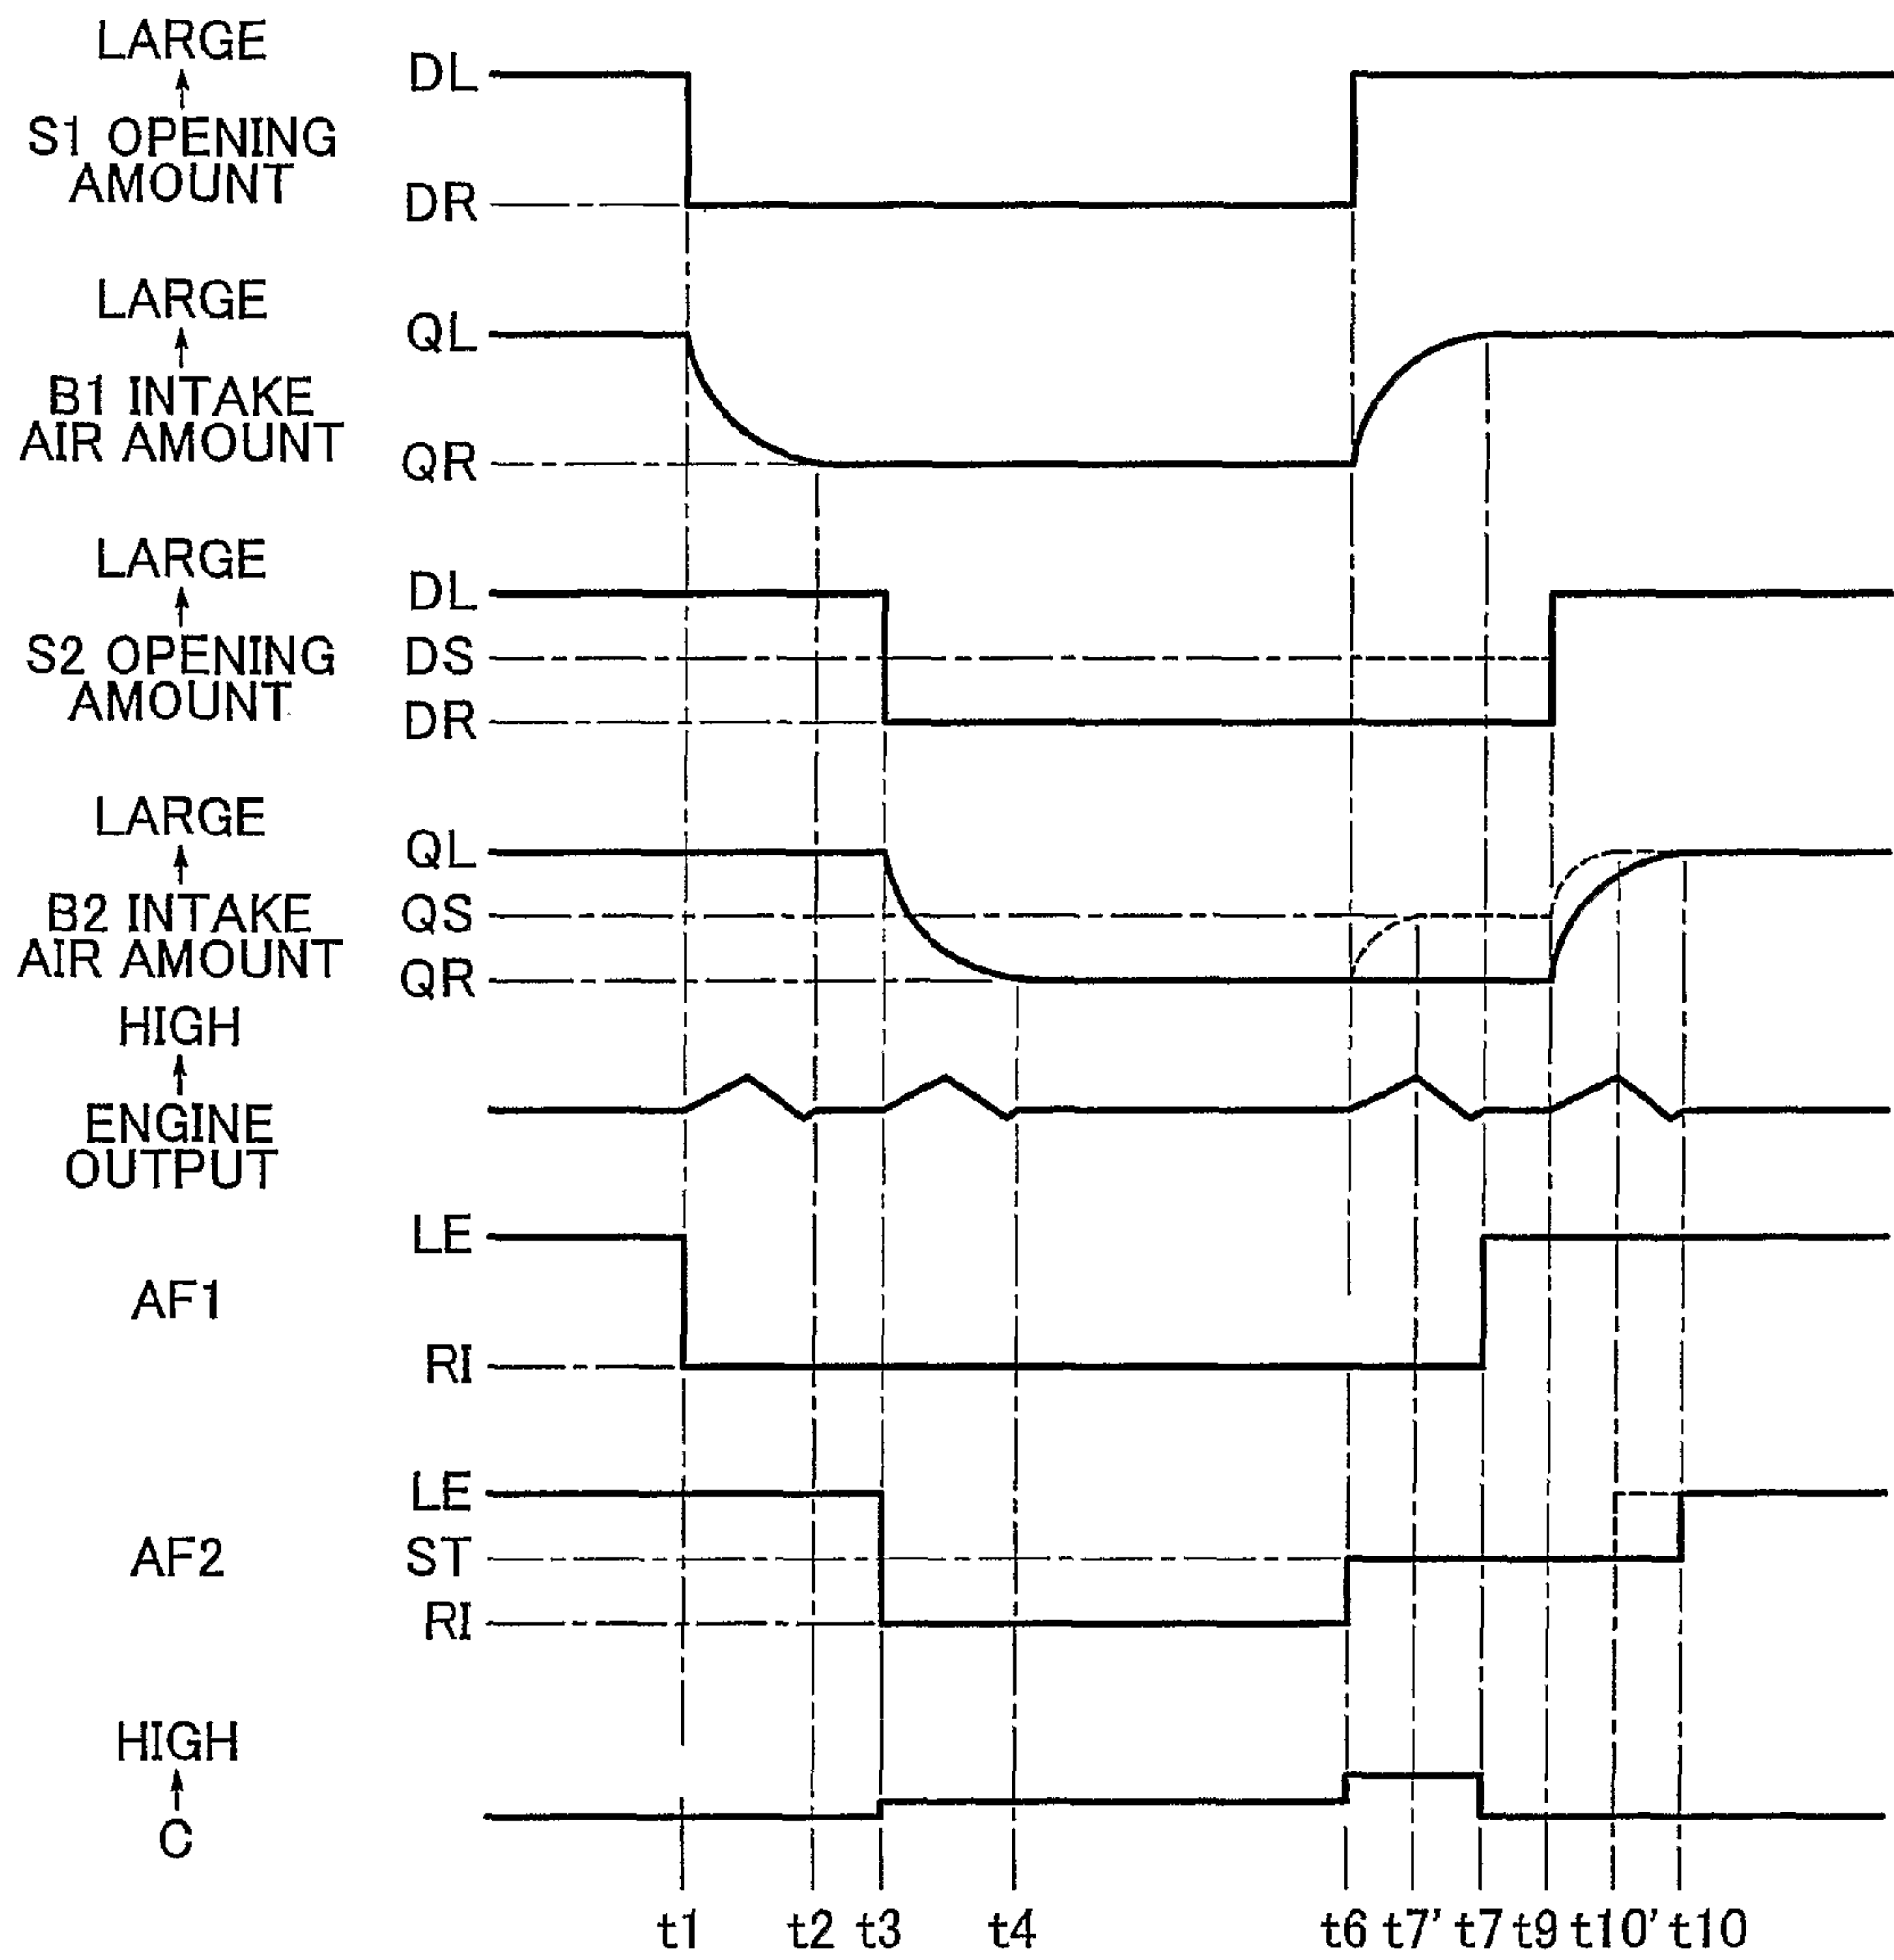 LARGE
S1 OPENING
AMOUNT
DL
DR
LARGE
B1 INTAKE
AIR AMOUNT
QL
QR
LARGE
S2 OPENING
AMOUNT
DL
DS
DR
LARGE
B2 INTAKE
AIR AMOUNT
QL
QS
QR
HIGH
ENGINE
OUTPUT
AF1
LE
RI
AF2
LE
ST
RI
HIGH
C
t1 t2 t3 t4 t6 t7' t7 t9 t10' t10